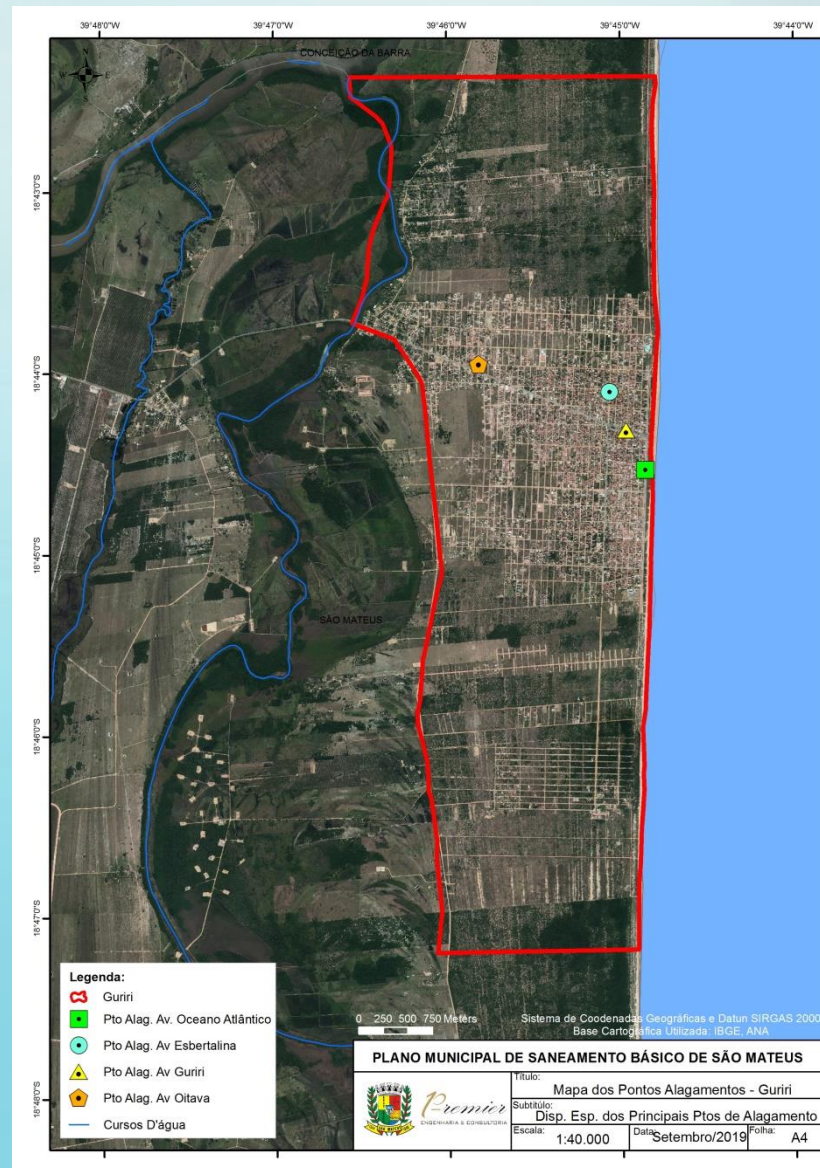 39°48'0"W 39°47'0"W 39°46'0"W 39°45'0"W 39°44'0"W
N
W E
S
CONCEIÇÃO DA BARRA
18°43'0"S
18°44'0"S
18°45'0"S
SÃO MATEUS
18°46'0"S
18°47'0"S
18°48'0"S
Legenda:
Guriri
Pto Alag. Av. Oceano Atlântico
Pto Alag. Av Esbertalina
Pto Alag. Av Guriri
Pto Alag. Av Oitava
Cursos D'água
0 250 500 750 Meters
Sistema de Coodenadas Geográficas e Datun SIRGAS 2000
Base Cartográfica Utilizada: IBGE, ANA
PLANO MUNICIPAL DE SANEAMENTO BÁSICO DE SÃO MATEUS
Premier
ENGENHARIA & CONSULTORIA
Título:
Mapa dos Pontos Alagamentos - Guriri
Subtitúlo:
Disp. Esp. dos Principais Ptos de Alagamento
Escala: 1:40.000
Data: Setembro/2019
Folha: A4